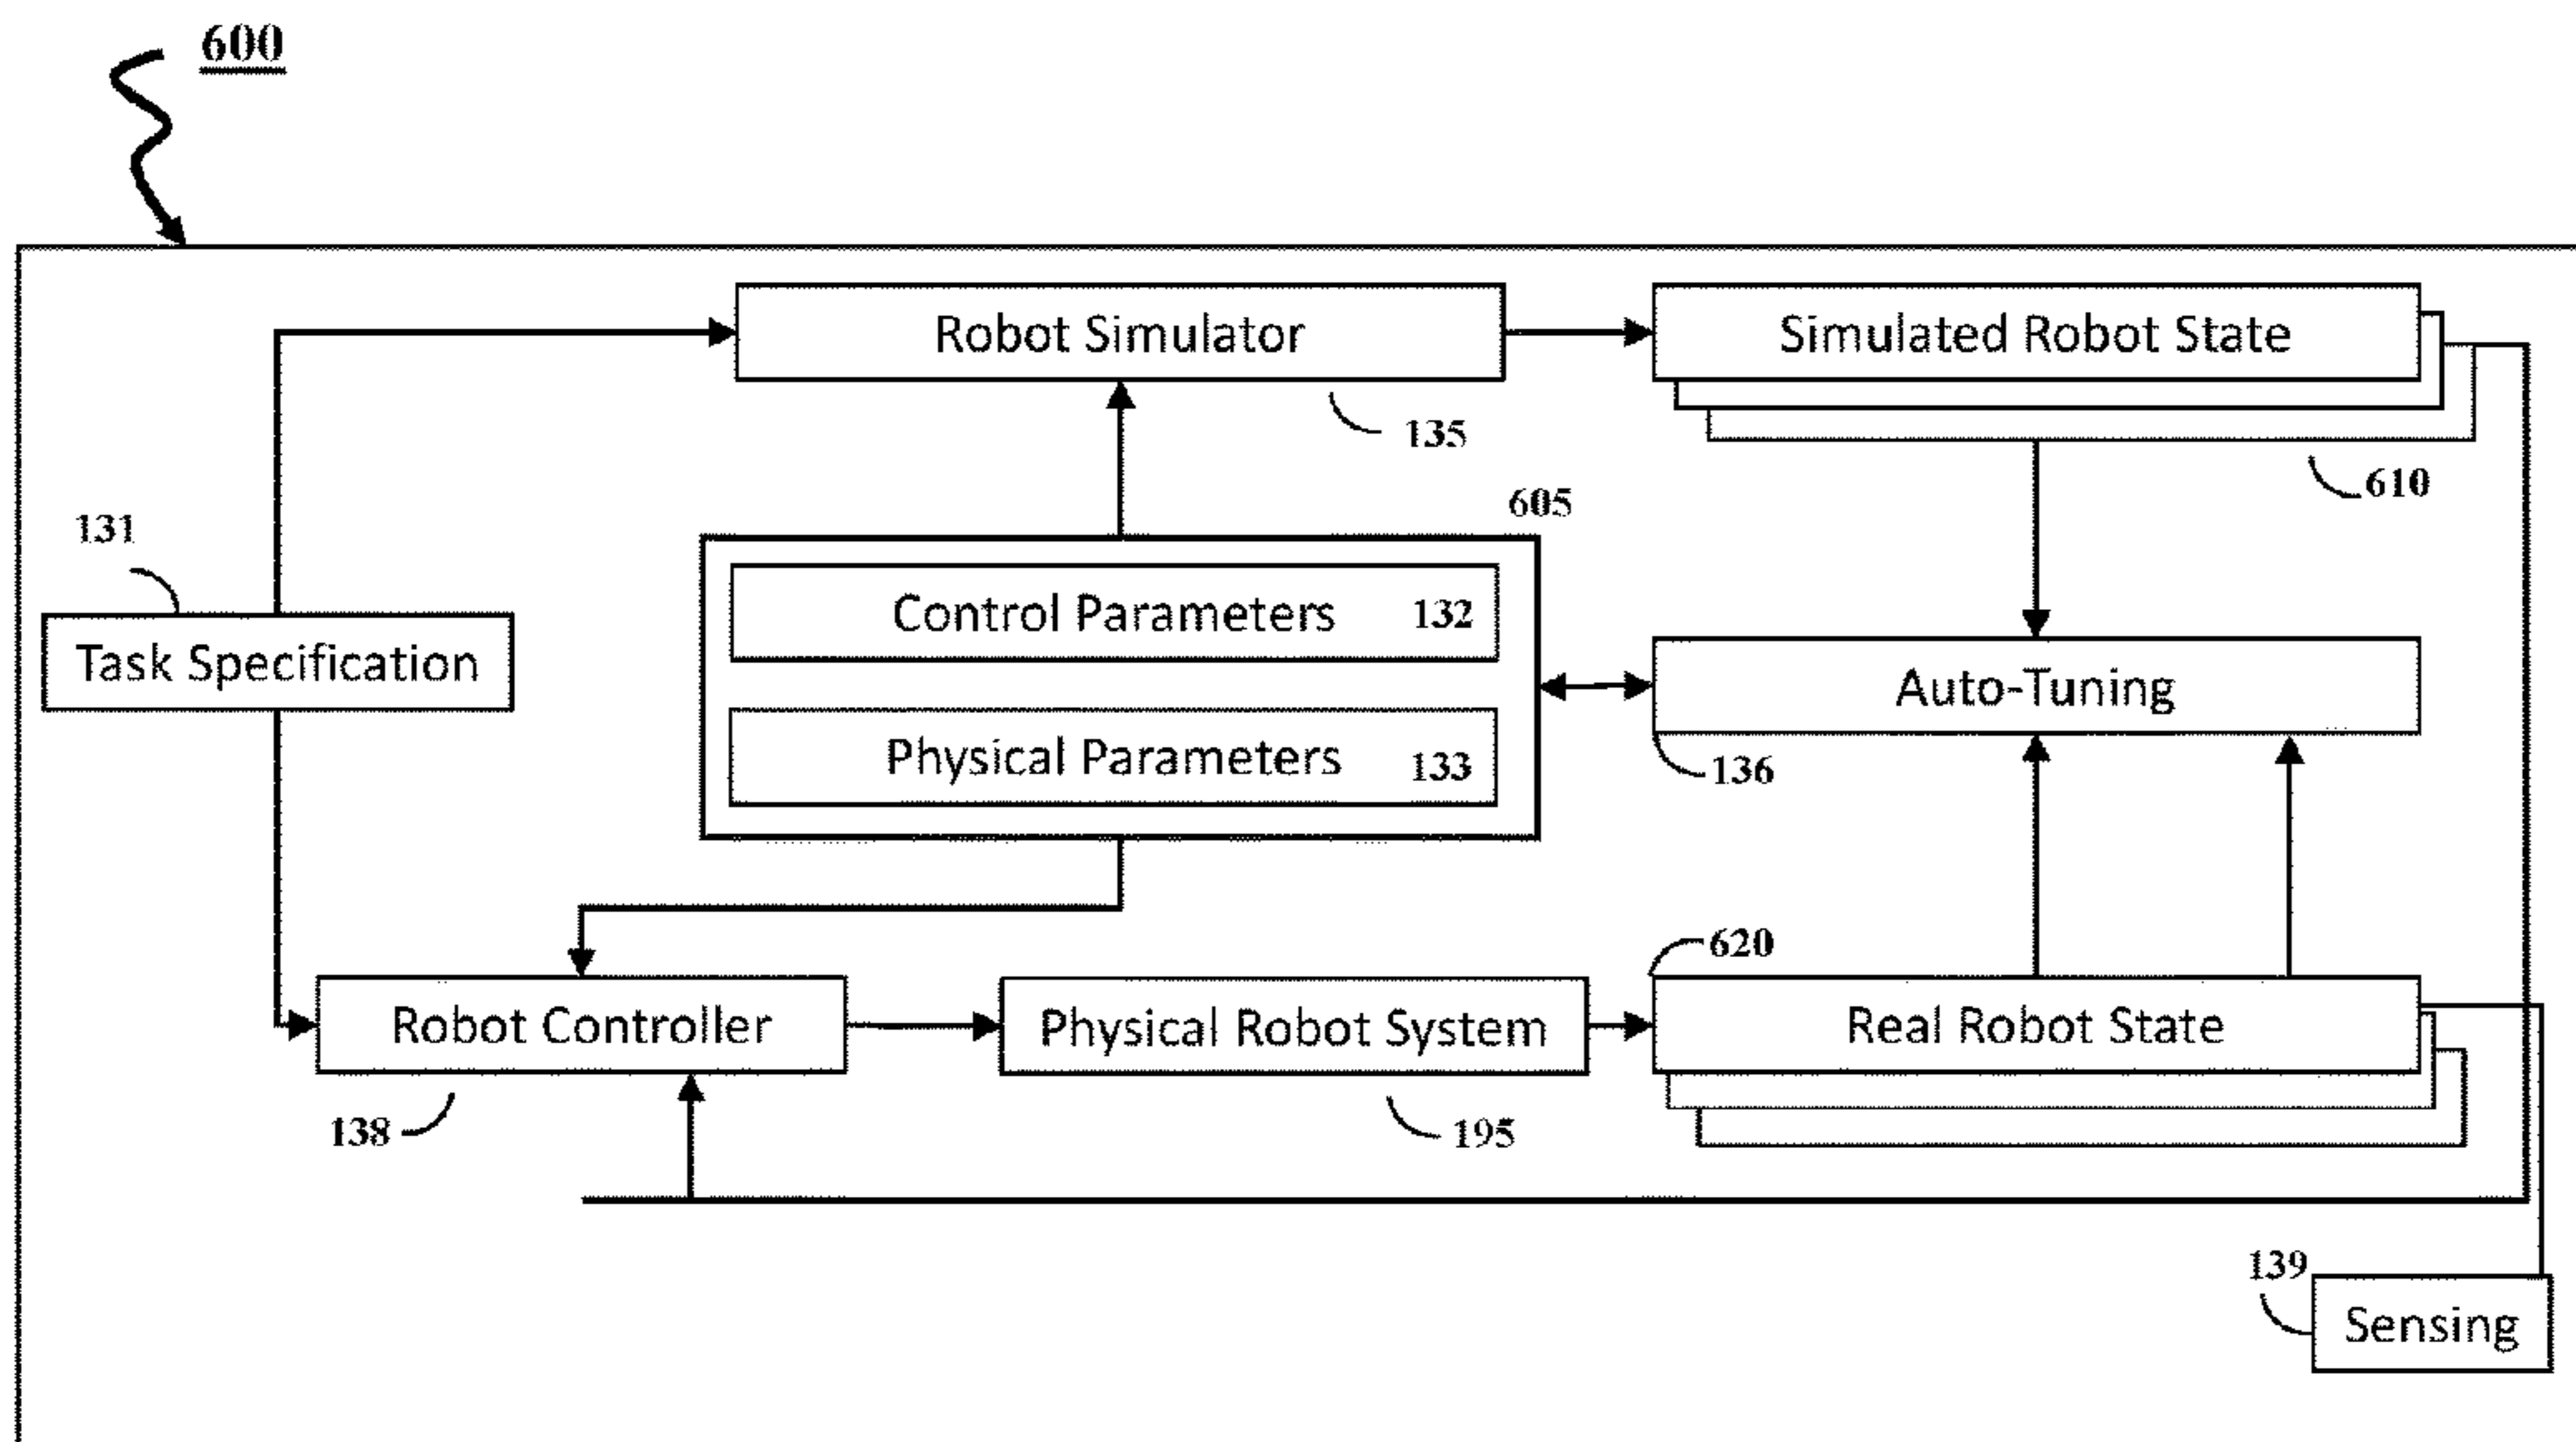 600
Robot Simulator
Simulated Robot State
135
610
605
131
Control Parameters 132
Task Specification
Auto-Tuning
Physical Parameters 133
136
620
Robot Controller
Physical Robot System
Real Robot State
138
195
139
Sensing